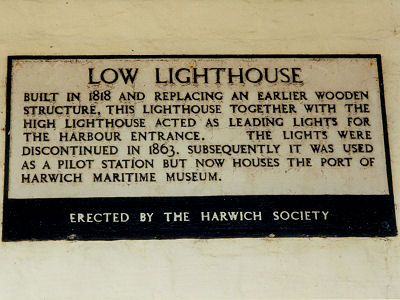 LOW LIGHTHOUSE
BUILT IN 1818 AND REPLACING AN EARLIER WOODEN
STRUCTURE, THIS LIGHTHOUSE TOGETHER WITH THE
HIGH LIGHTHOUSE ACTED AS LEADING LIGHTS FOR
THE HARBOUR ENTRANCE. THE LIGHTS WERE
DISCONTINUED IN 1863. SUBSEQUENTLY IT WAS USED
AS A PILOT STATION BUT NOW HOUSES THE PORT OF
HARWICH MARITIME MUSEUM.
ERECTED BY THE HARWICH SOCIETY